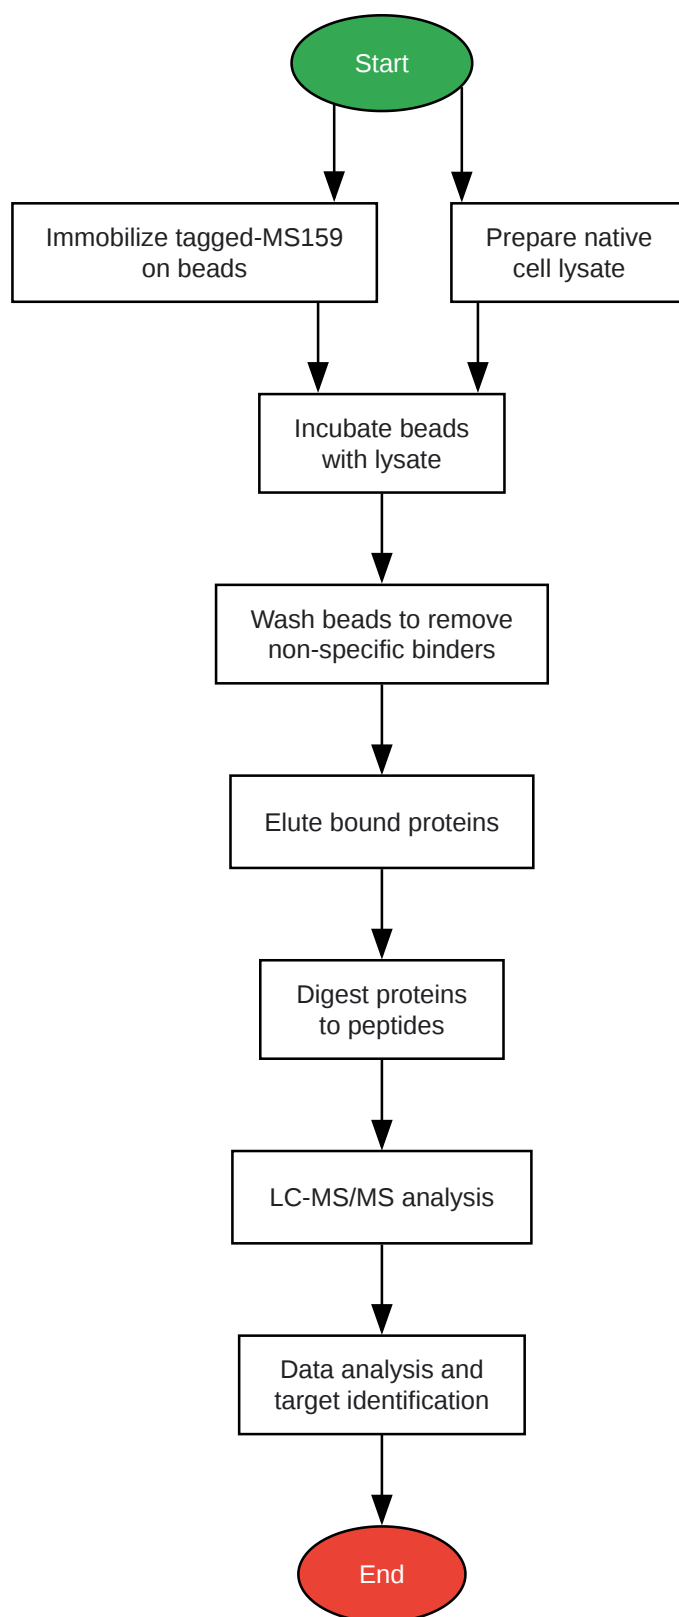 Start
Immobilize tagged-MS159
on beads
Prepare native
cell lysate
Incubate beads
with lysate
Wash beads to remove
non-specific binders
Elute bound proteins
Digest proteins
to peptides
LC-MS/MS analysis
Data analysis and
target identification
End